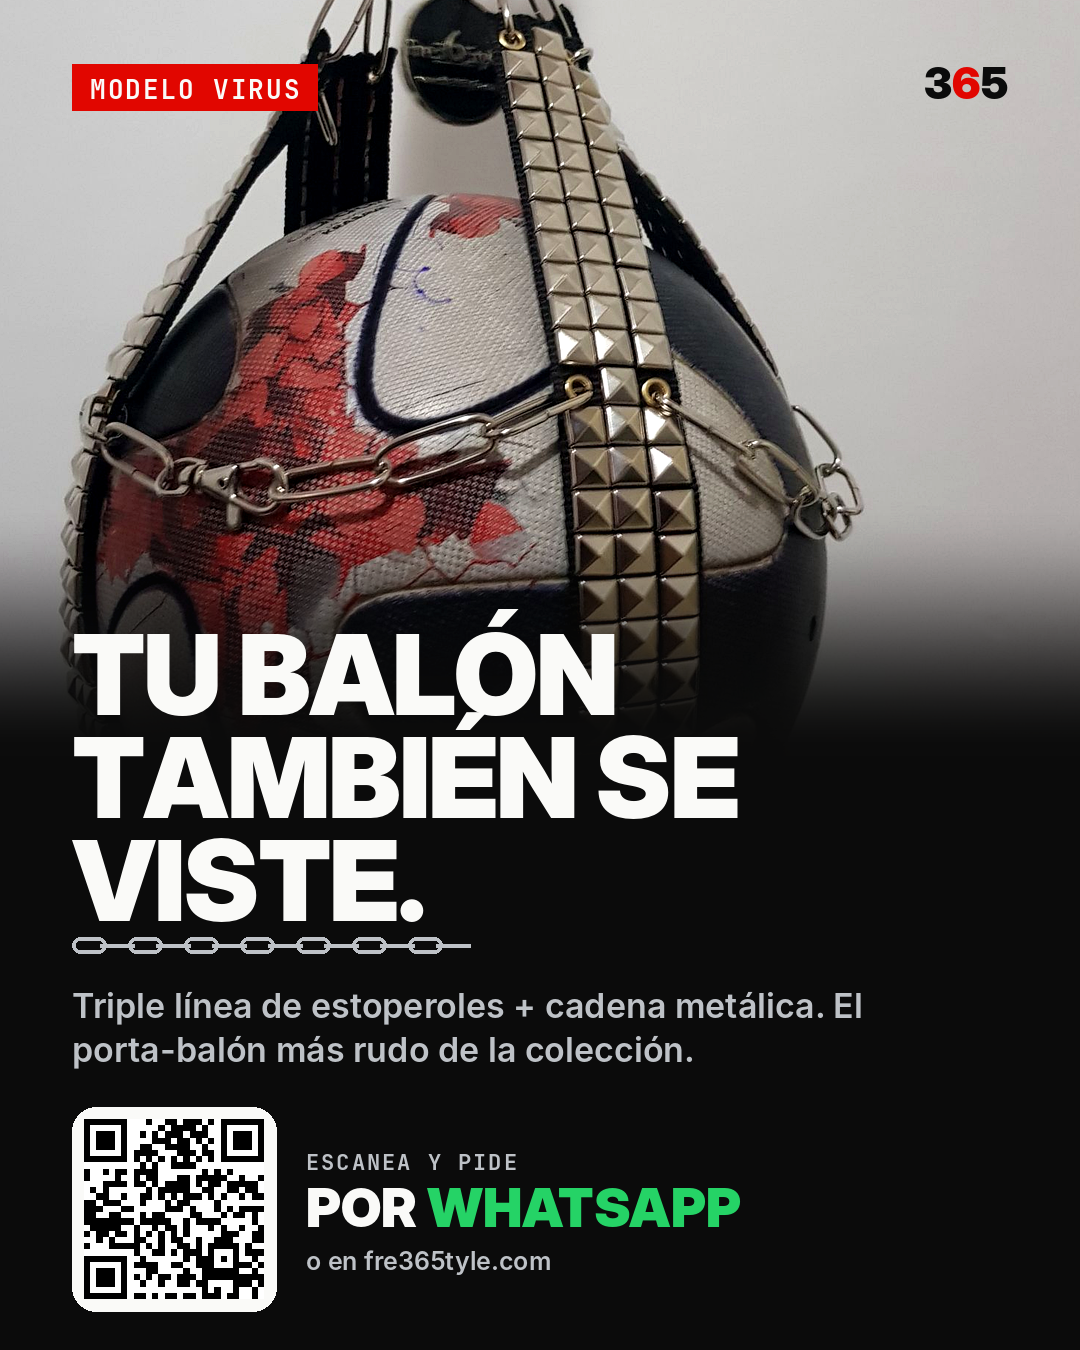 MODELO VIRUS
365
TU BALÓN
TAMBIÉN SE
VISTE.
Triple línea de estoperoles + cadena metálica. El
porta-balón más rudo de la colección.
ESCANEA Y PIDE
POR WHATSAPP
o en fre365tyle.com